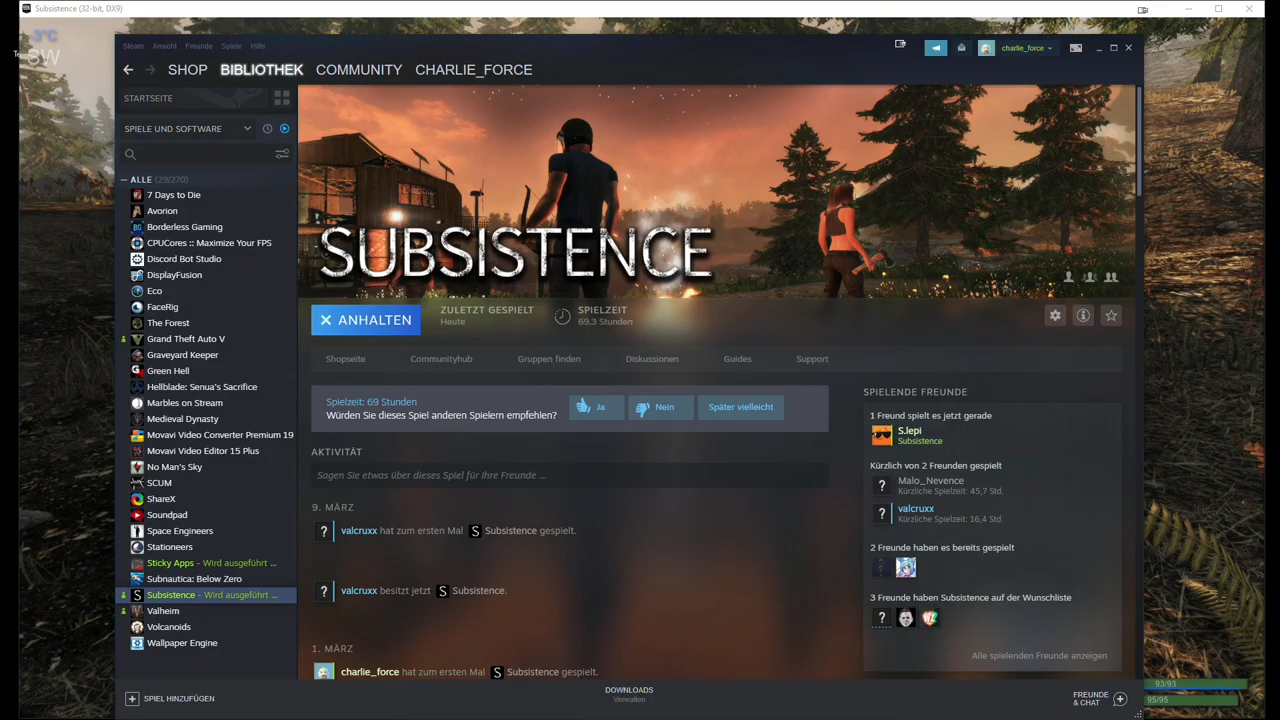 Subsistence (32-bit, DX9)
-3°C
SW
Steam Ansicht Freunde Spiele Hilfe
charlie_force
SHOP BIBLIOTHEK COMMUNITY CHARLIE_FORCE
STARTSEITE
SPIELE UND SOFTWARE
ALLE (29/270)
7 Days to Die
Avorion
Borderless Gaming
CPUCores :: Maximize Your FPS
Discord Bot Studio
DisplayFusion
Eco
FaceRig
The Forest
Grand Theft Auto V
Graveyard Keeper
Green Hell
Hellblade: Senua's Sacrifice
Marbles on Stream
Medieval Dynasty
Movavi Video Converter Premium 19
Movavi Video Editor 15 Plus
No Man's Sky
SCUM
ShareX
Soundpad
Space Engineers
Stationeers
Sticky Apps - Wird ausgeführt ...
Subnautica: Below Zero
Subsistence - Wird ausgeführt ...
Valheim
Volcanoids
Wallpaper Engine
SPIEL HINZUFÜGEN
SUBSISTENCE
ANHALTEN
ZULETZT GESPIELT
Heute
SPIELZEIT
69,3 Stunden
Shopseite Communityhub Gruppen finden Diskussionen Guides Support
Spielzeit: 69 Stunden
Würden Sie dieses Spiel anderen Spielern empfehlen?
Ja Nein Später vielleicht
AKTIVITÄT
Sagen Sie etwas über dieses Spiel für Ihre Freunde ...
9. MÄRZ
? valcruxx hat zum ersten Mal S Subsistence gespielt.
? valcruxx besitzt jetzt S Subsistence.
1. MÄRZ
charlie_force hat zum ersten Mal S Subsistence gespielt.
SPIELENDE FREUNDE
1 Freund spielt es jetzt gerade
S.lepi
Subsistence
Kürzlich von 2 Freunden gespielt
? Malo_Nevence
Kürzliche Spielzeit: 45,7 Std.
? valcruxx
Kürzliche Spielzeit: 16,4 Std.
2 Freunde haben es bereits gespielt
3 Freunde haben Subsistence auf der Wunschliste
?
Alle spielenden Freunde anzeigen
DOWNLOADS
Verwalten
FREUNDE
& CHAT
93/93
95/95